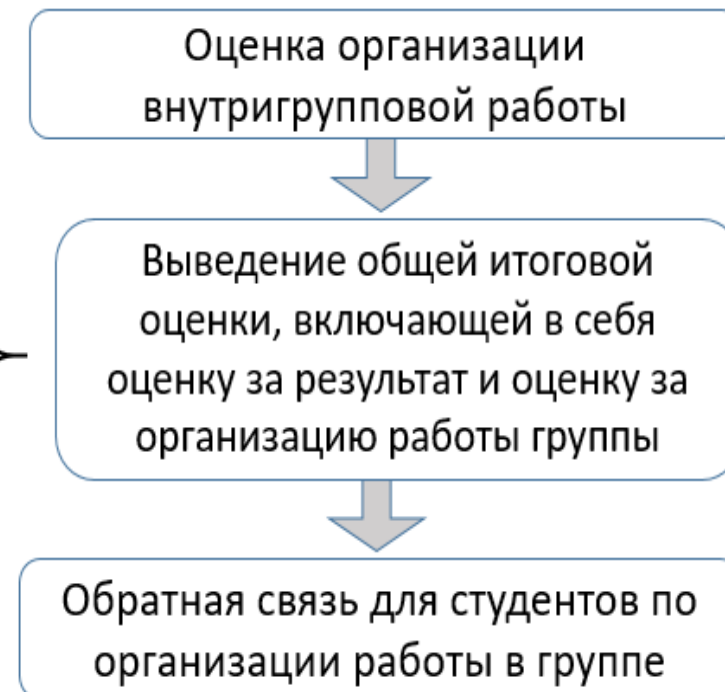 Оценка организации
внутригрупповой работы
Выведение общей итоговой
оценки, включающей в себя
оценку за результат и оценку за
организацию работы группы
Обратная связь для студентов по
организации работы в группе